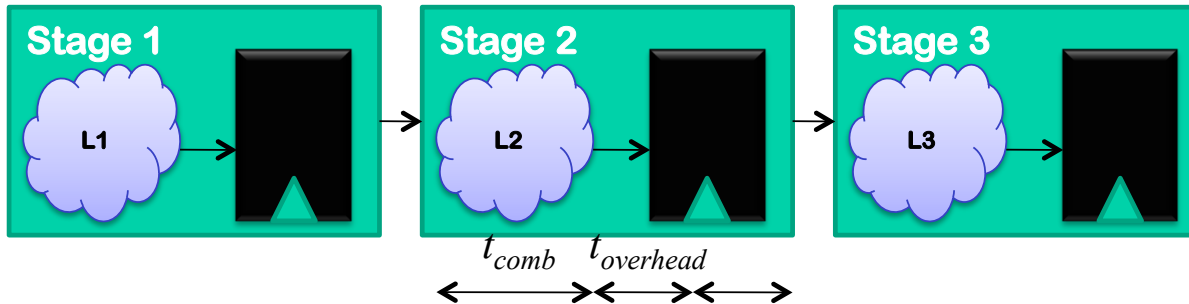 Stage 1
Stage 2
Stage 3
L1
L2
L3
t_comb
t_overhead